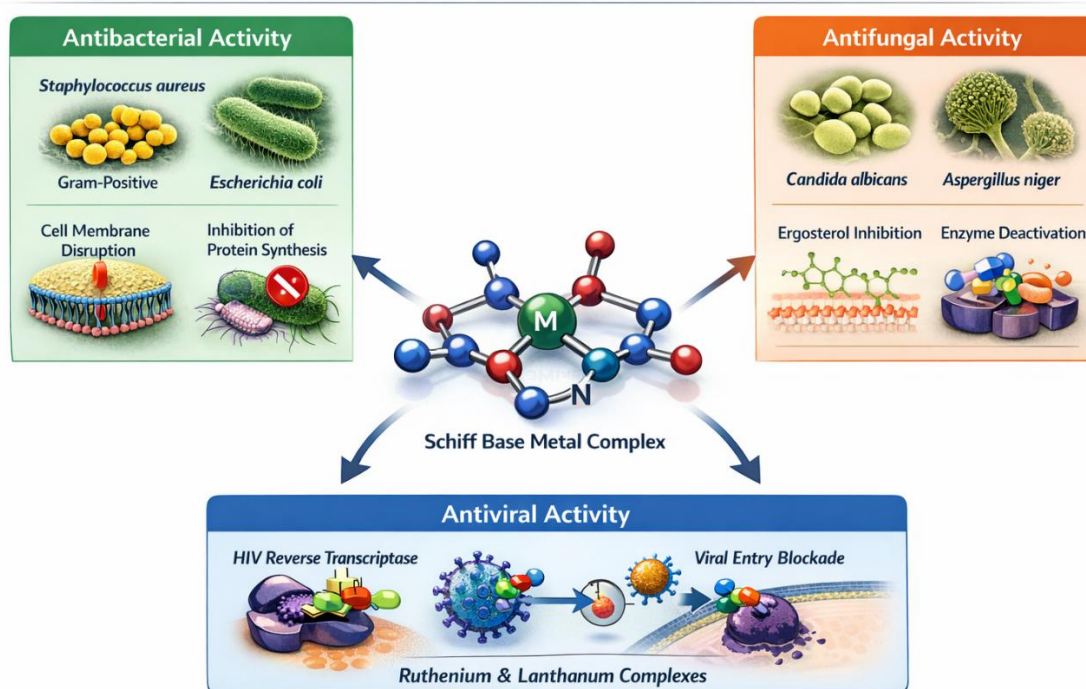 Antibacterial Activity
Staphylococcus aureus
Gram-Positive
Escherichia coli
Cell Membrane
Disruption
Inhibition of
Protein Synthesis
Antifungal Activity
Candida albicans
Aspergillus niger
Ergosterol Inhibition
Enzyme Deactivation
M
N
Schiff Base Metal Complex
Antiviral Activity
HIV Reverse Transcriptase
Viral Entry Blockade
Ruthenium & Lanthanum Complexes